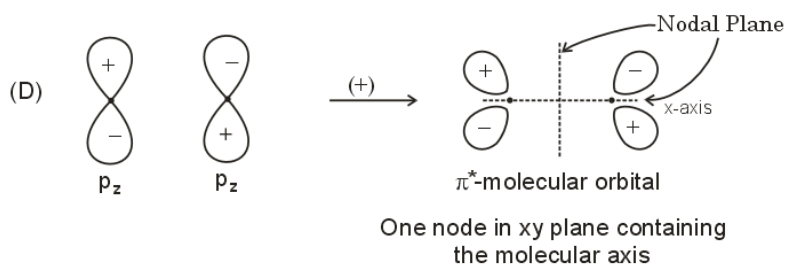 Nodal Plane
(D) + − (+) + −
− + − + x-axis
p_z p_z π*-molecular orbital
One node in xy plane containing
the molecular axis